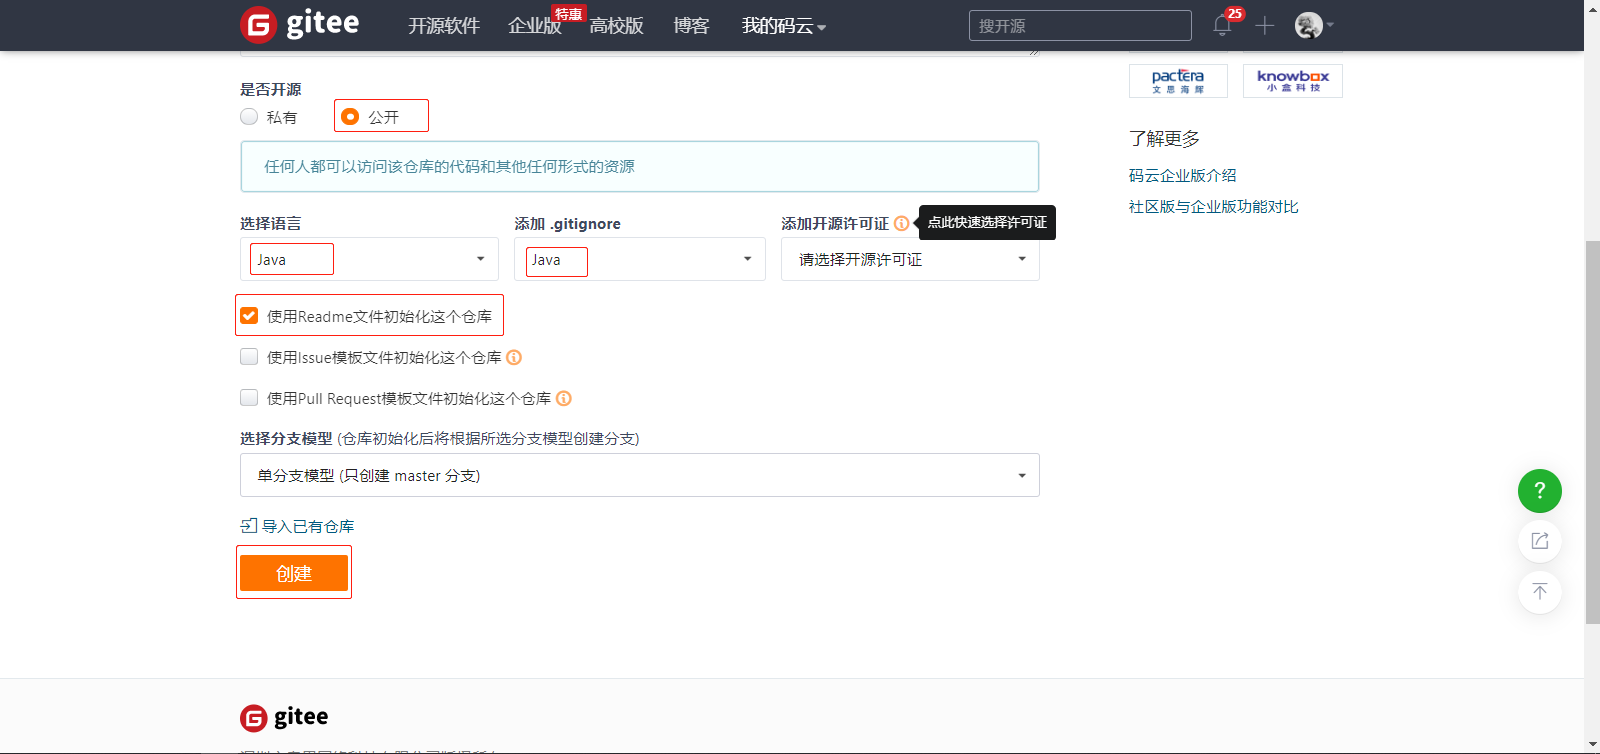 gitee
开源软件
企业版
特惠
高校版
博客
我的码云
搜开源
25
pactera
文思海辉
knowbox
小盒科技
是否开源
私有
公开
任何人都可以访问该仓库的代码和其他任何形式的资源
了解更多
码云企业版介绍
社区版与企业版功能对比
选择语言
添加 .gitignore
添加开源许可证
点此快速选择许可证
Java
Java
请选择开源许可证
使用Readme文件初始化这个仓库
使用Issue模板文件初始化这个仓库
使用Pull Request模板文件初始化这个仓库
选择分支模型 (仓库初始化后将根据所选分支模型创建分支)
单分支模型 (只创建 master 分支)
导入已有仓库
创建
?
gitee